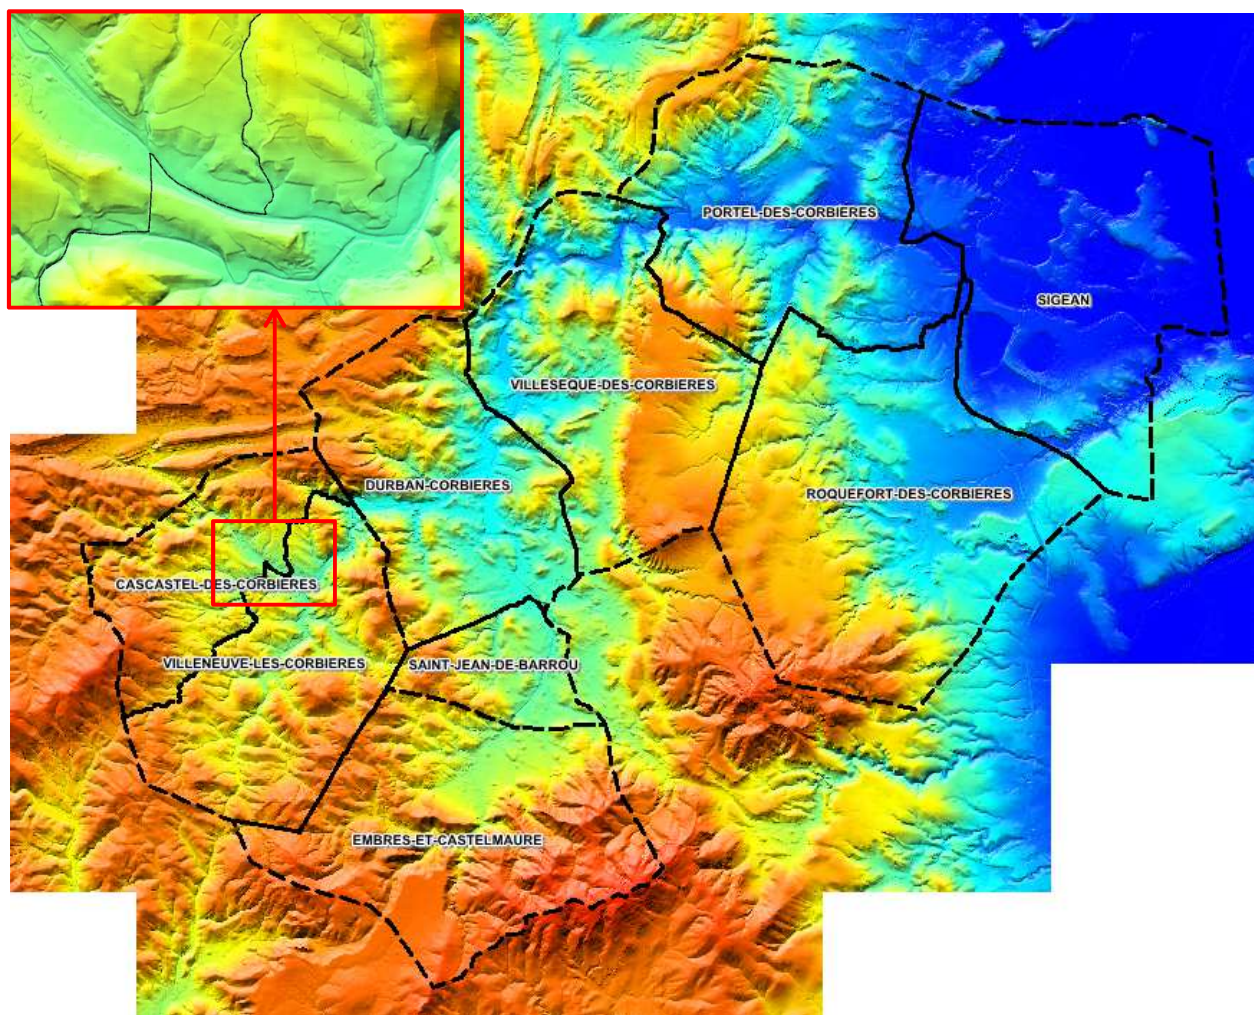 PORTEL-DES-CORBIERES
SIGEAN
VILLESEQUE-DES-CORBIERES
DURBAN-CORBIERES
ROQUEFORT-DES-CORBIERES
CASCASTEL-DES-CORBIERES
VILLENEUVE-LES-CORBIERES
SAINT-JEAN-DE-BARROU
EMBRES-ET-CASTELMAURE